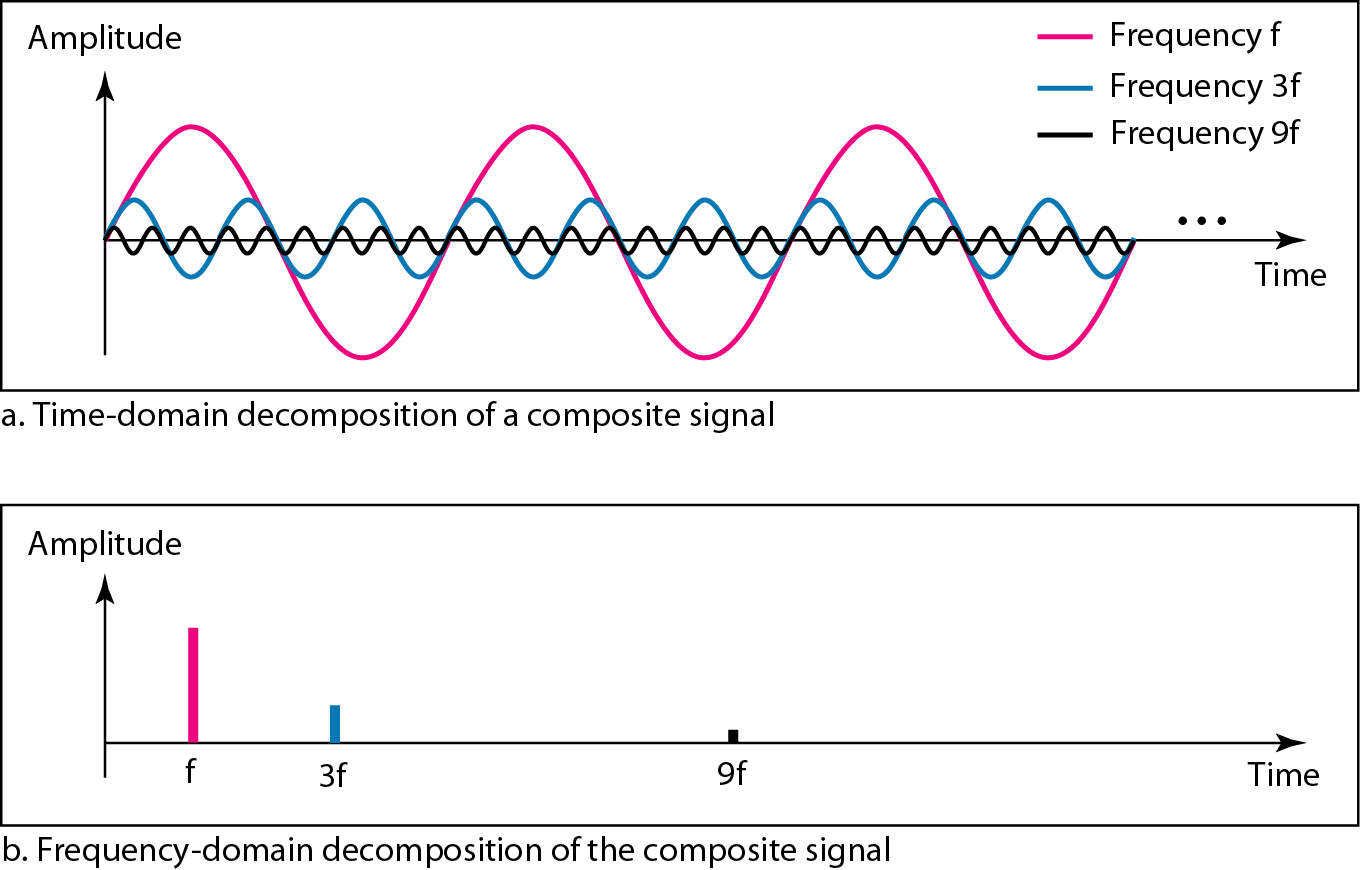 Amplitude
Frequency f
Frequency 3f
Frequency 9f
Time
a. Time-domain decomposition of a composite signal
Amplitude
f
3f
9f
Time
b. Frequency-domain decomposition of the composite signal